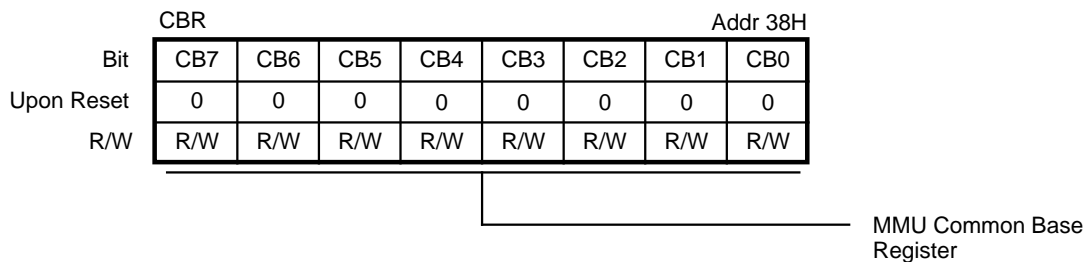 CBR Addr 38H
Bit CB7 CB6 CB5 CB4 CB3 CB2 CB1 CB0
Upon Reset 0 0 0 0 0 0 0 0
R/W R/W R/W R/W R/W R/W R/W R/W R/W
MMU Common Base
Register